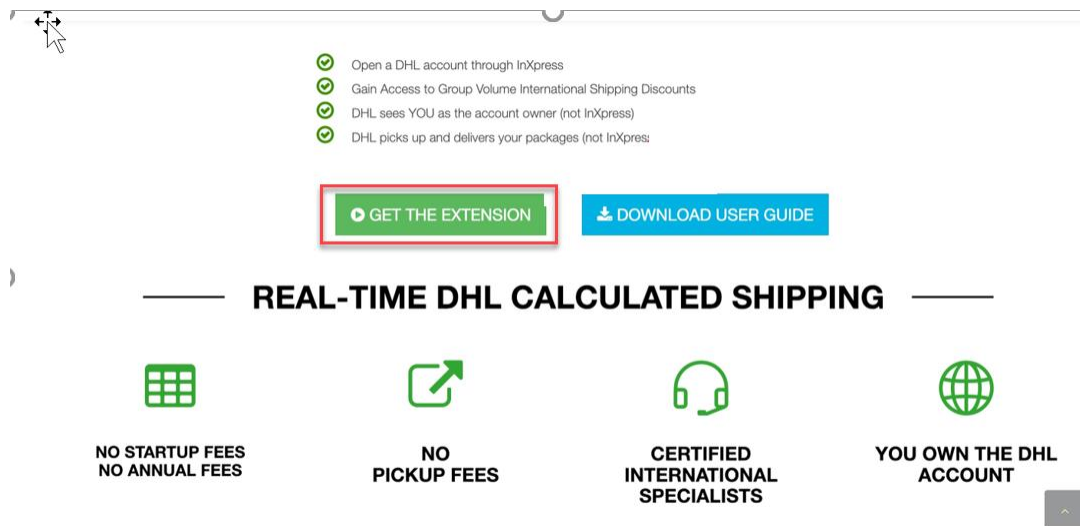 Open a DHL account through InXpress
Gain Access to Group Volume International Shipping Discounts
DHL sees YOU as the account owner (not InXpress)
DHL picks up and delivers your packages (not InXpres:
GET THE EXTENSION
DOWNLOAD USER GUIDE
REAL-TIME DHL CALCULATED SHIPPING
NO STARTUP FEES
NO ANNUAL FEES
NO
PICKUP FEES
CERTIFIED
INTERNATIONAL
SPECIALISTS
YOU OWN THE DHL
ACCOUNT